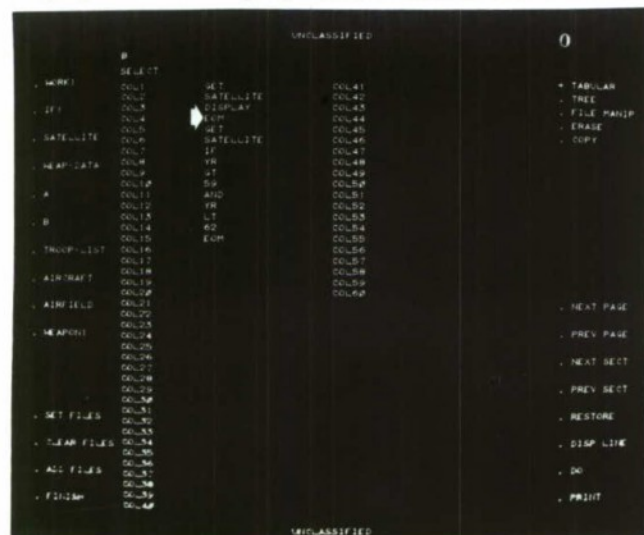 UNCLASSIFIED
0
B
SELECT
. WORK1
. IF1
. SATELLITE
. WEAP-DATA
. A
. B
. TROOP-LIST
. AIRCRAFT
. AIRFIELD
. WEAPON1
. SET FILES
. CLEAR FILES
. ALL FILES
. FINISH
COL1
COL2
COL3
COL4
COL5
COL6
COL7
COL8
COL9
COL10
COL11
COL12
COL13
COL14
COL15
COL16
COL17
COL18
COL19
COL20
COL21
COL22
COL23
COL24
COL25
COL26
COL27
COL28
COL29
COL30
COL31
COL32
COL33
COL34
COL35
COL36
COL37
COL38
COL39
COL40
GET
SATELLITE
DISPLAY
EOM
GET
SATELLITE
IF
YR
GT
59
AND
YR
LT
62
EOM
COL41
COL42
COL43
COL44
COL45
COL46
COL47
COL48
COL49
COL50
COL51
COL52
COL53
COL54
COL55
COL56
COL57
COL58
COL59
COL60
+ TABULAR
. TREE
. FILE MANIP
. ERASE
. COPY
. NEXT PAGE
. PREV PAGE
. NEXT SECT
. PREV SECT
. RESTORE
. DISP LINE
. DO
. PRINT
UNCLASSIFIED